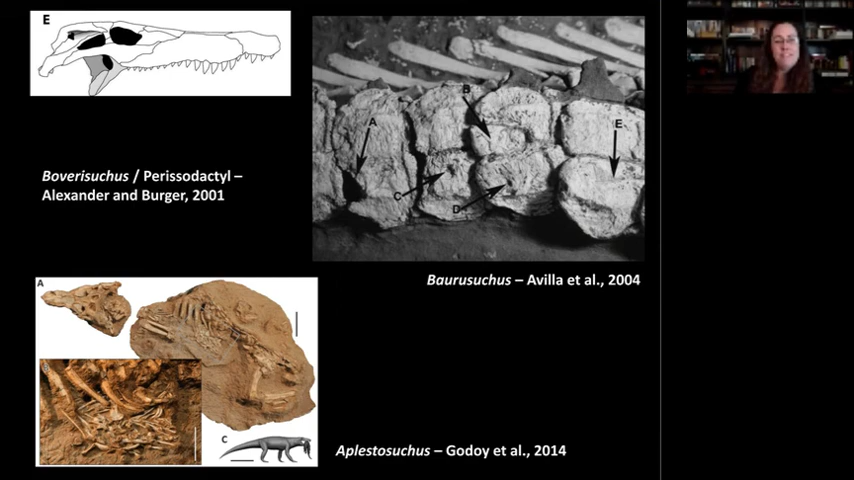 E
Boverisuchus / Perissodactyl –
Alexander and Burger, 2001
B
A
E
C
D
Baurusuchus – Avilla et al., 2004
A
C
Aplestosuchus – Godoy et al., 2014